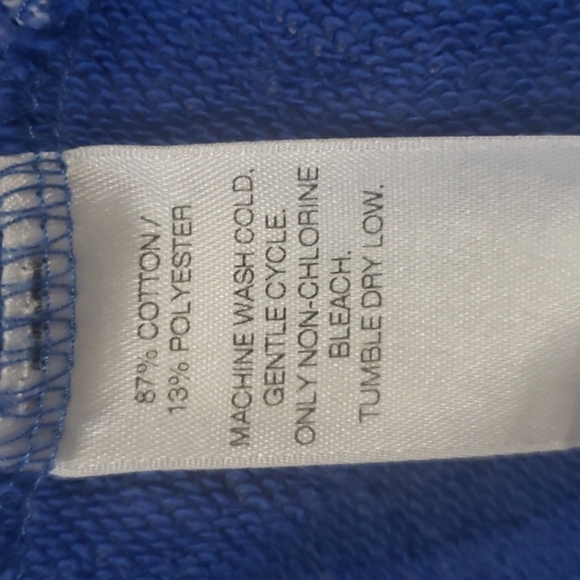 87% COTTON/
13% POLYESTER
MACHINE WASH COLD.
GENTLE CYCLE.
ONLY NON-CHLORINE
BLEACH.
TUMBLE DRY LOW.